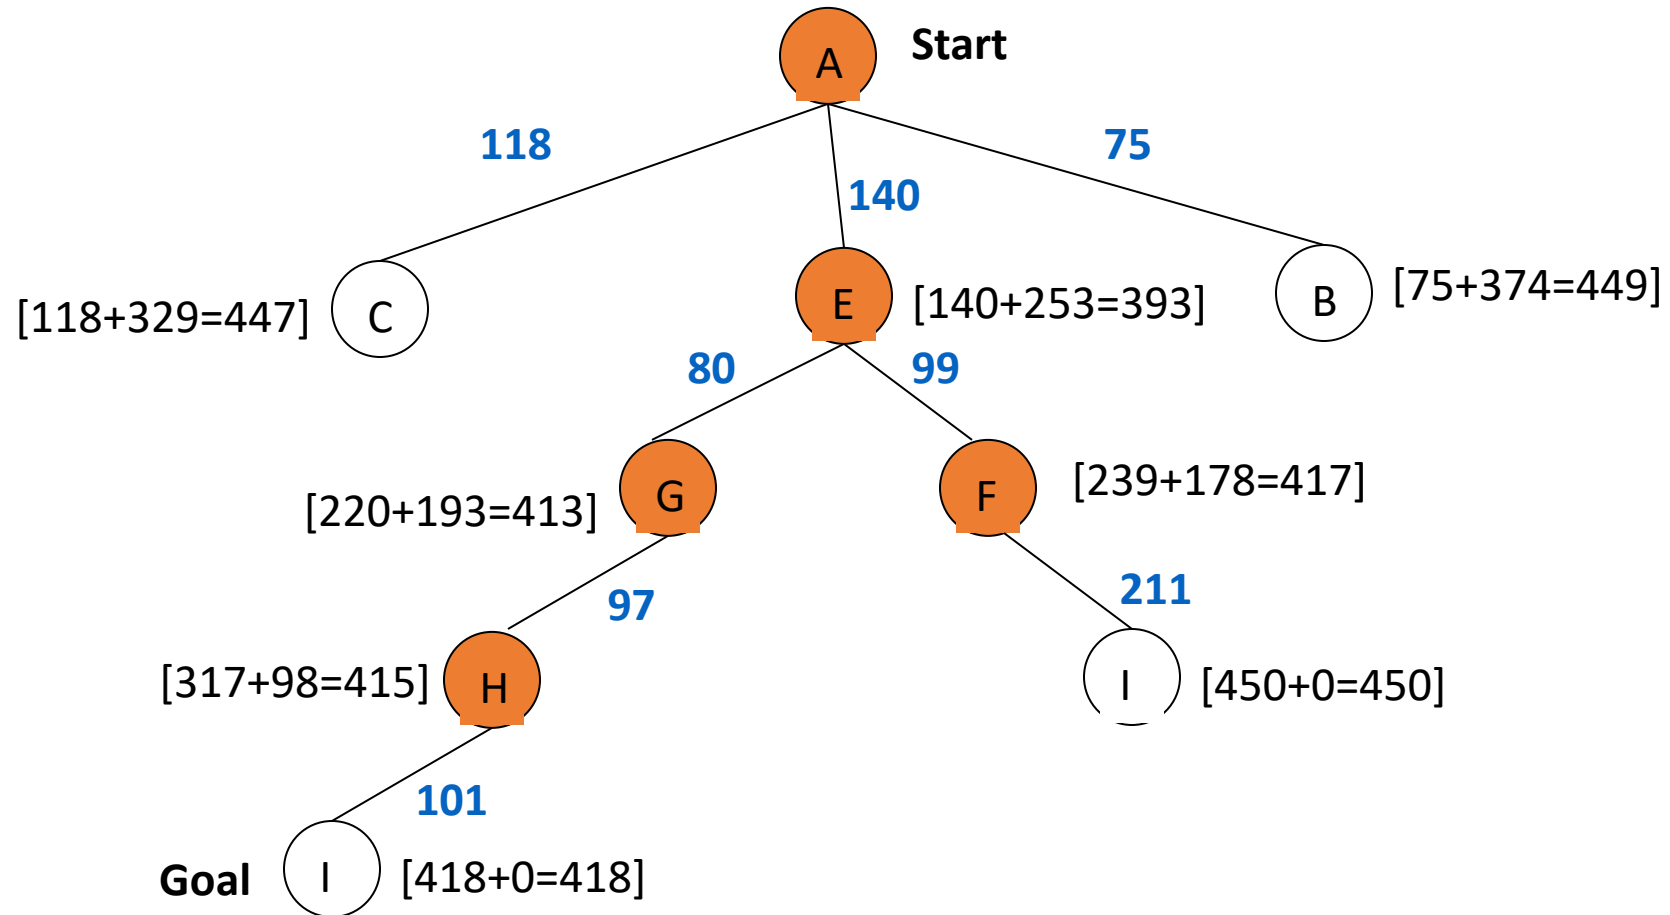 A
Start
118
140
75
[118+329=447]
C
E
[140+253=393]
B
[75+374=449]
80
99
[220+193=413]
G
F
[239+178=417]
97
211
[317+98=415]
H
I
[450+0=450]
101
Goal
I
[418+0=418]